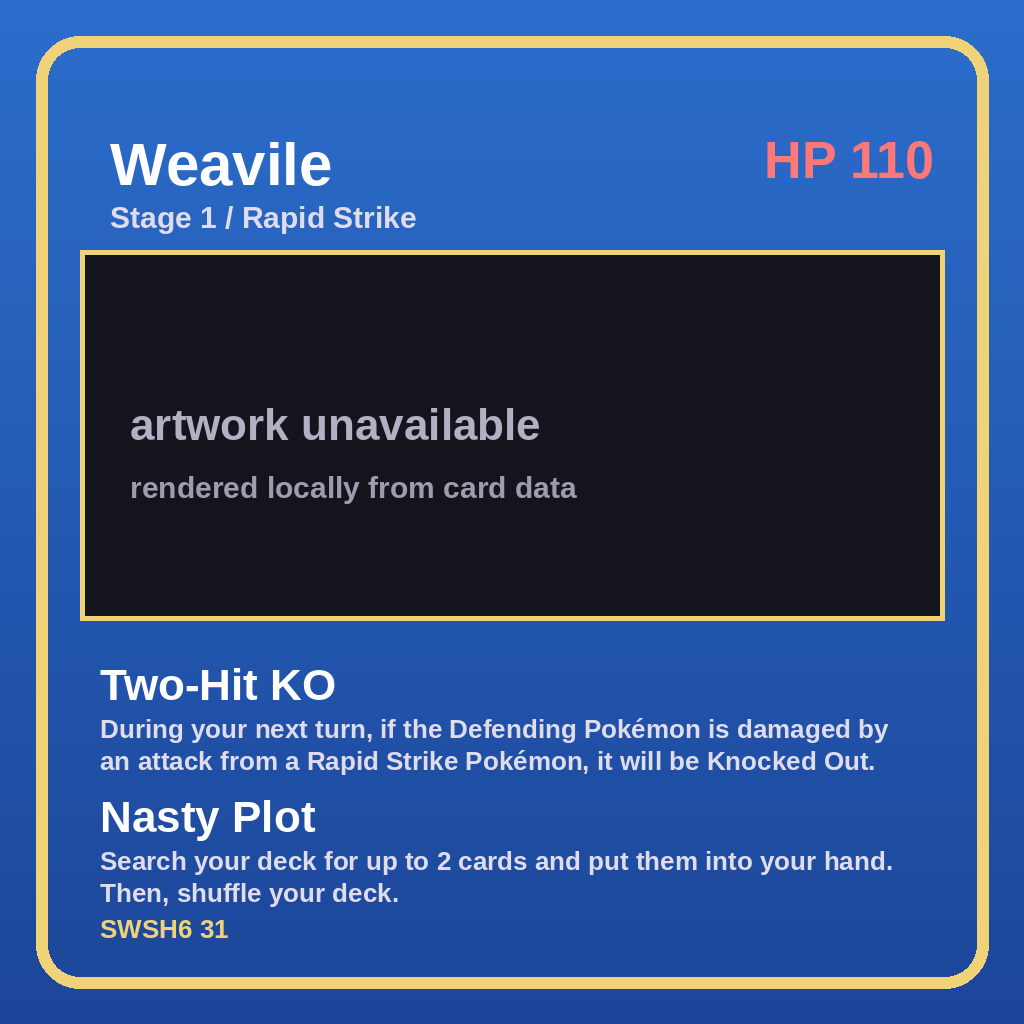 Weavile
HP 110
Stage 1 / Rapid Strike
artwork unavailable
rendered locally from card data
Two-Hit KO
During your next turn, if the Defending Pokémon is damaged by
an attack from a Rapid Strike Pokémon, it will be Knocked Out.
Nasty Plot
Search your deck for up to 2 cards and put them into your hand.
Then, shuffle your deck.
SWSH6 31